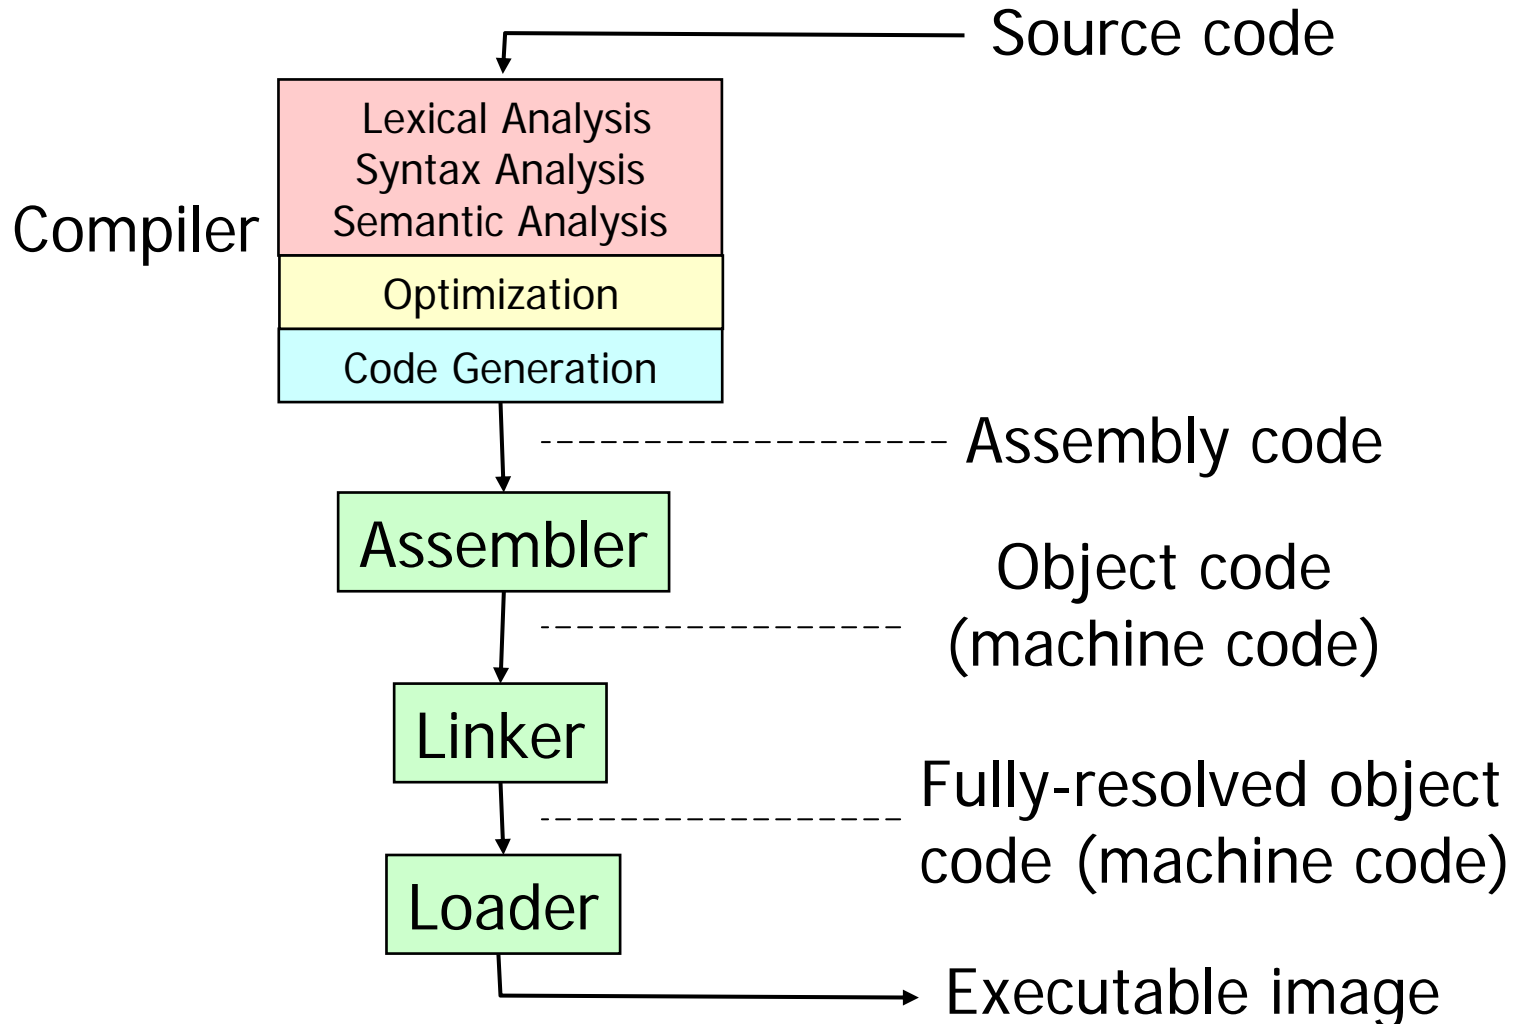 Source code
Lexical Analysis
Syntax Analysis
Semantic Analysis
Compiler
Optimization
Code Generation
Assembly code
Assembler
Object code
(machine code)
Linker
Fully-resolved object
code (machine code)
Loader
Executable image